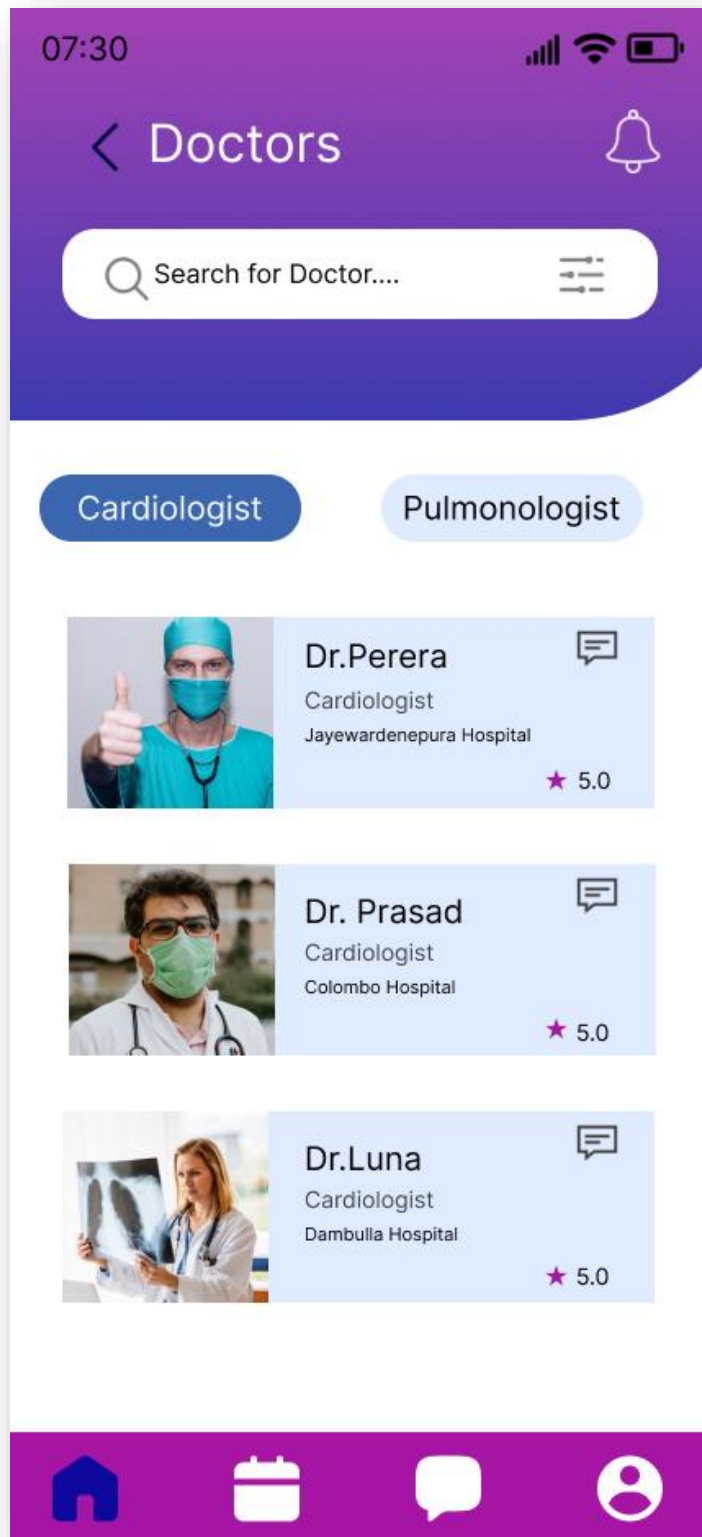 07:30
Doctors
Search for Doctor....
Cardiologist
Pulmonologist
Dr.Perera
Cardiologist
Jayewardenepura Hospital
★ 5.0
Dr. Prasad
Cardiologist
Colombo Hospital
★ 5.0
Dr.Luna
Cardiologist
Dambulla Hospital
★ 5.0